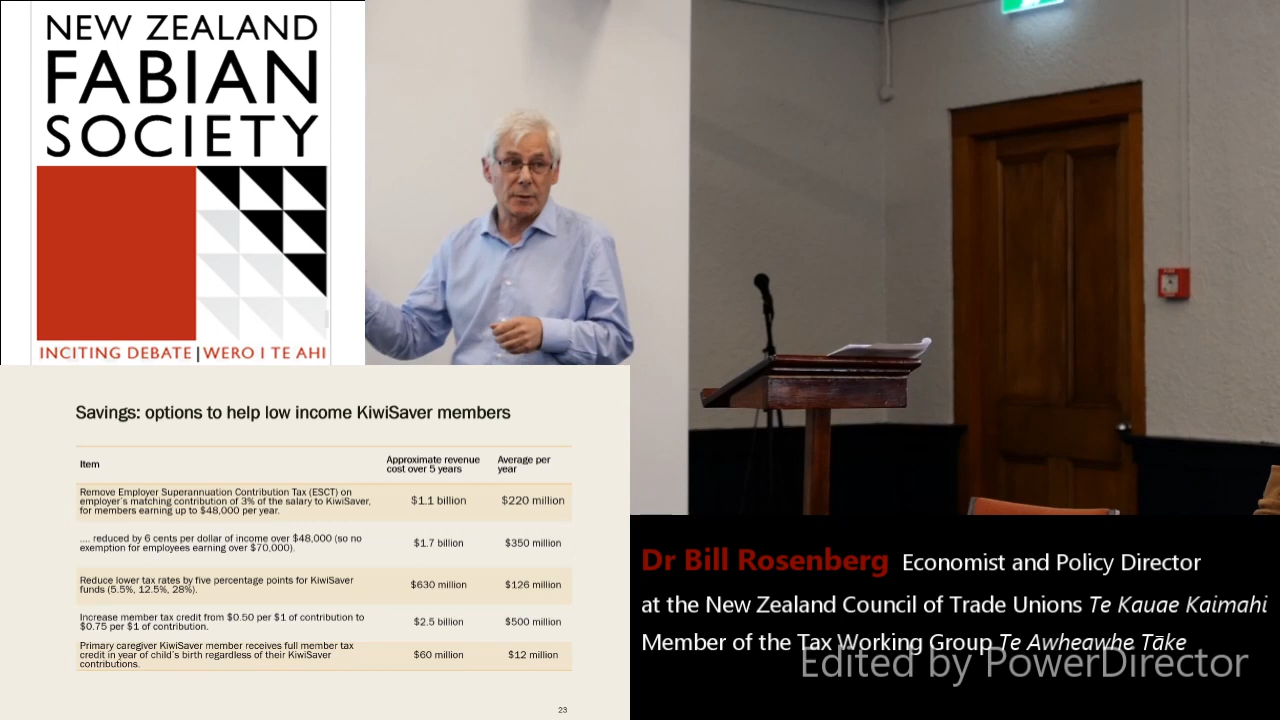 NEW ZEALAND
FABIAN
SOCIETY
INCITING DEBATE | WERO I TE AHI
Savings: options to help low income KiwiSaver members
Item
Approximate revenue
cost over 5 years
Average per
year
Remove Employer Superannuation Contribution Tax (ESCT) on
employer's matching contribution of 3% of the salary to KiwiSaver,
for members earning up to $48,000 per year.
$1.1 billion
$220 million
.... reduced by 6 cents per dollar of income over $48,000 (so no
exemption for employees earning over $70,000).
$1.7 billion
$350 million
Reduce lower tax rates by five percentage points for KiwiSaver
funds (5.5%, 12.5%, 28%).
$630 million
$126 million
Increase member tax credit from $0.50 per $1 of contribution to
$0.75 per $1 of contribution.
$2.5 billion
$500 million
Primary caregiver KiwiSaver member receives full member tax
credit in year of child's birth regardless of their KiwiSaver
contributions.
$60 million
$12 million
23
Dr Bill Rosenberg Economist and Policy Director
at the New Zealand Council of Trade Unions Te Kauae Kaimahi
Member of the Tax Working Group Te Awheawhe Tāke
Edited by PowerDirector